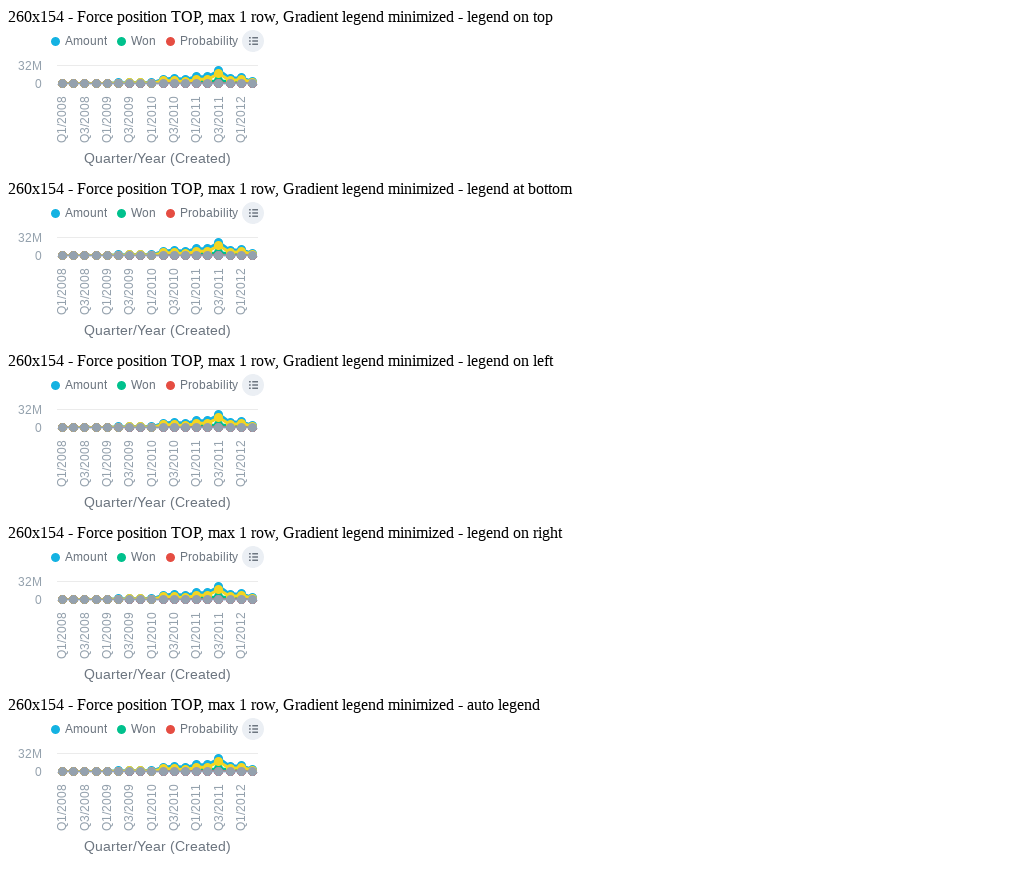 260x154 - Force position TOP, max 1 row, Gradient legend minimized - legend on top
Amount Won Probability
32M
0
Q1/2008 Q3/2008 Q1/2009 Q3/2009 Q1/2010 Q3/2010 Q1/2011 Q3/2011 Q1/2012
Quarter/Year (Created)
260x154 - Force position TOP, max 1 row, Gradient legend minimized - legend at bottom
Amount Won Probability
32M
0
Q1/2008 Q3/2008 Q1/2009 Q3/2009 Q1/2010 Q3/2010 Q1/2011 Q3/2011 Q1/2012
Quarter/Year (Created)
260x154 - Force position TOP, max 1 row, Gradient legend minimized - legend on left
Amount Won Probability
32M
0
Q1/2008 Q3/2008 Q1/2009 Q3/2009 Q1/2010 Q3/2010 Q1/2011 Q3/2011 Q1/2012
Quarter/Year (Created)
260x154 - Force position TOP, max 1 row, Gradient legend minimized - legend on right
Amount Won Probability
32M
0
Q1/2008 Q3/2008 Q1/2009 Q3/2009 Q1/2010 Q3/2010 Q1/2011 Q3/2011 Q1/2012
Quarter/Year (Created)
260x154 - Force position TOP, max 1 row, Gradient legend minimized - auto legend
Amount Won Probability
32M
0
Q1/2008 Q3/2008 Q1/2009 Q3/2009 Q1/2010 Q3/2010 Q1/2011 Q3/2011 Q1/2012
Quarter/Year (Created)